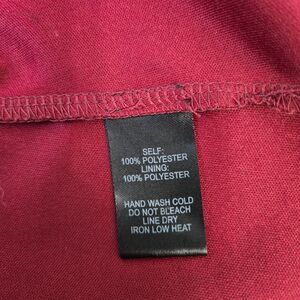 SELF:
100% POLYESTER
LINING:
100% POLYESTER
HAND WASH COLD
DO NOT BLEACH
LINE DRY
IRON LOW HEAT